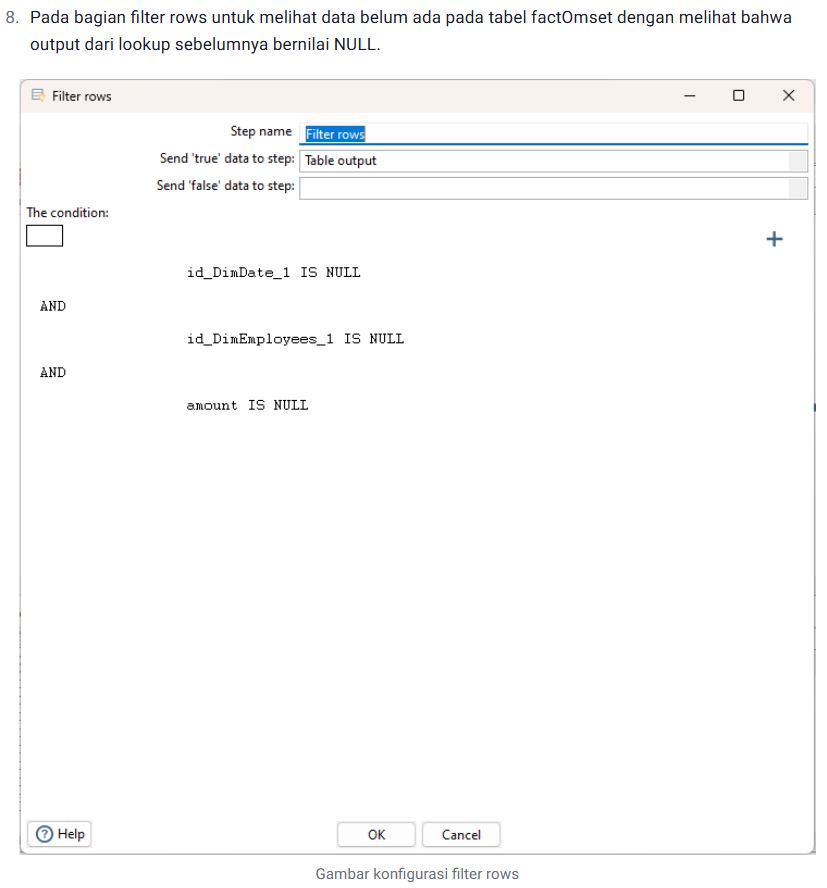 8. Pada bagian filter rows untuk melihat data belum ada pada tabel factOmset dengan melihat bahwa
output dari lookup sebelumnya bernilai NULL.
Filter rows
Step name Filter rows
Send 'true' data to step: Table output
Send 'false' data to step:
The condition:
id_DimDate_1 IS NULL
AND
id_DimEmployees_1 IS NULL
AND
amount IS NULL
Help OK Cancel
Gambar konfigurasi filter rows